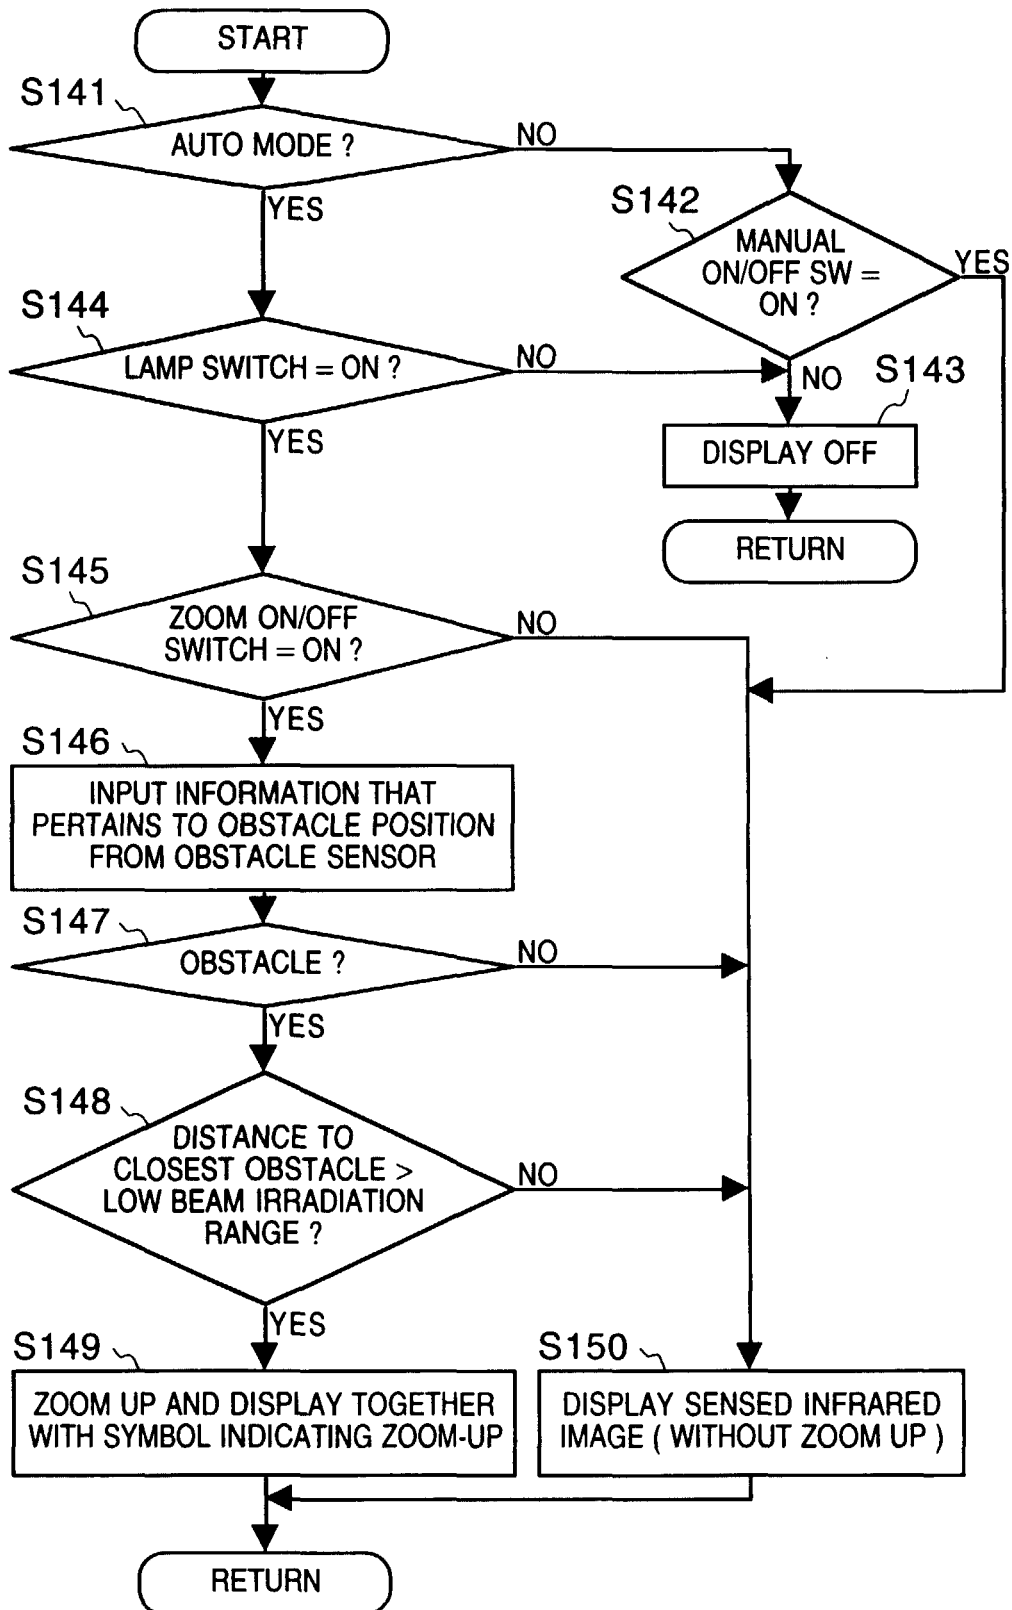 START
S141
AUTO MODE ?
NO
YES
S142
MANUAL
ON/OFF SW =
ON ?
YES
S144
LAMP SWITCH = ON ?
NO
NO
S143
YES
DISPLAY OFF
RETURN
S145
ZOOM ON/OFF
SWITCH = ON ?
NO
YES
S146
INPUT INFORMATION THAT
PERTAINS TO OBSTACLE POSITION
FROM OBSTACLE SENSOR
S147
OBSTACLE ?
NO
YES
S148
DISTANCE TO
CLOSEST OBSTACLE >
LOW BEAM IRRADIATION
RANGE ?
NO
YES
S149
ZOOM UP AND DISPLAY TOGETHER
WITH SYMBOL INDICATING ZOOM-UP
S150
DISPLAY SENSED INFRARED
IMAGE ( WITHOUT ZOOM UP )
RETURN